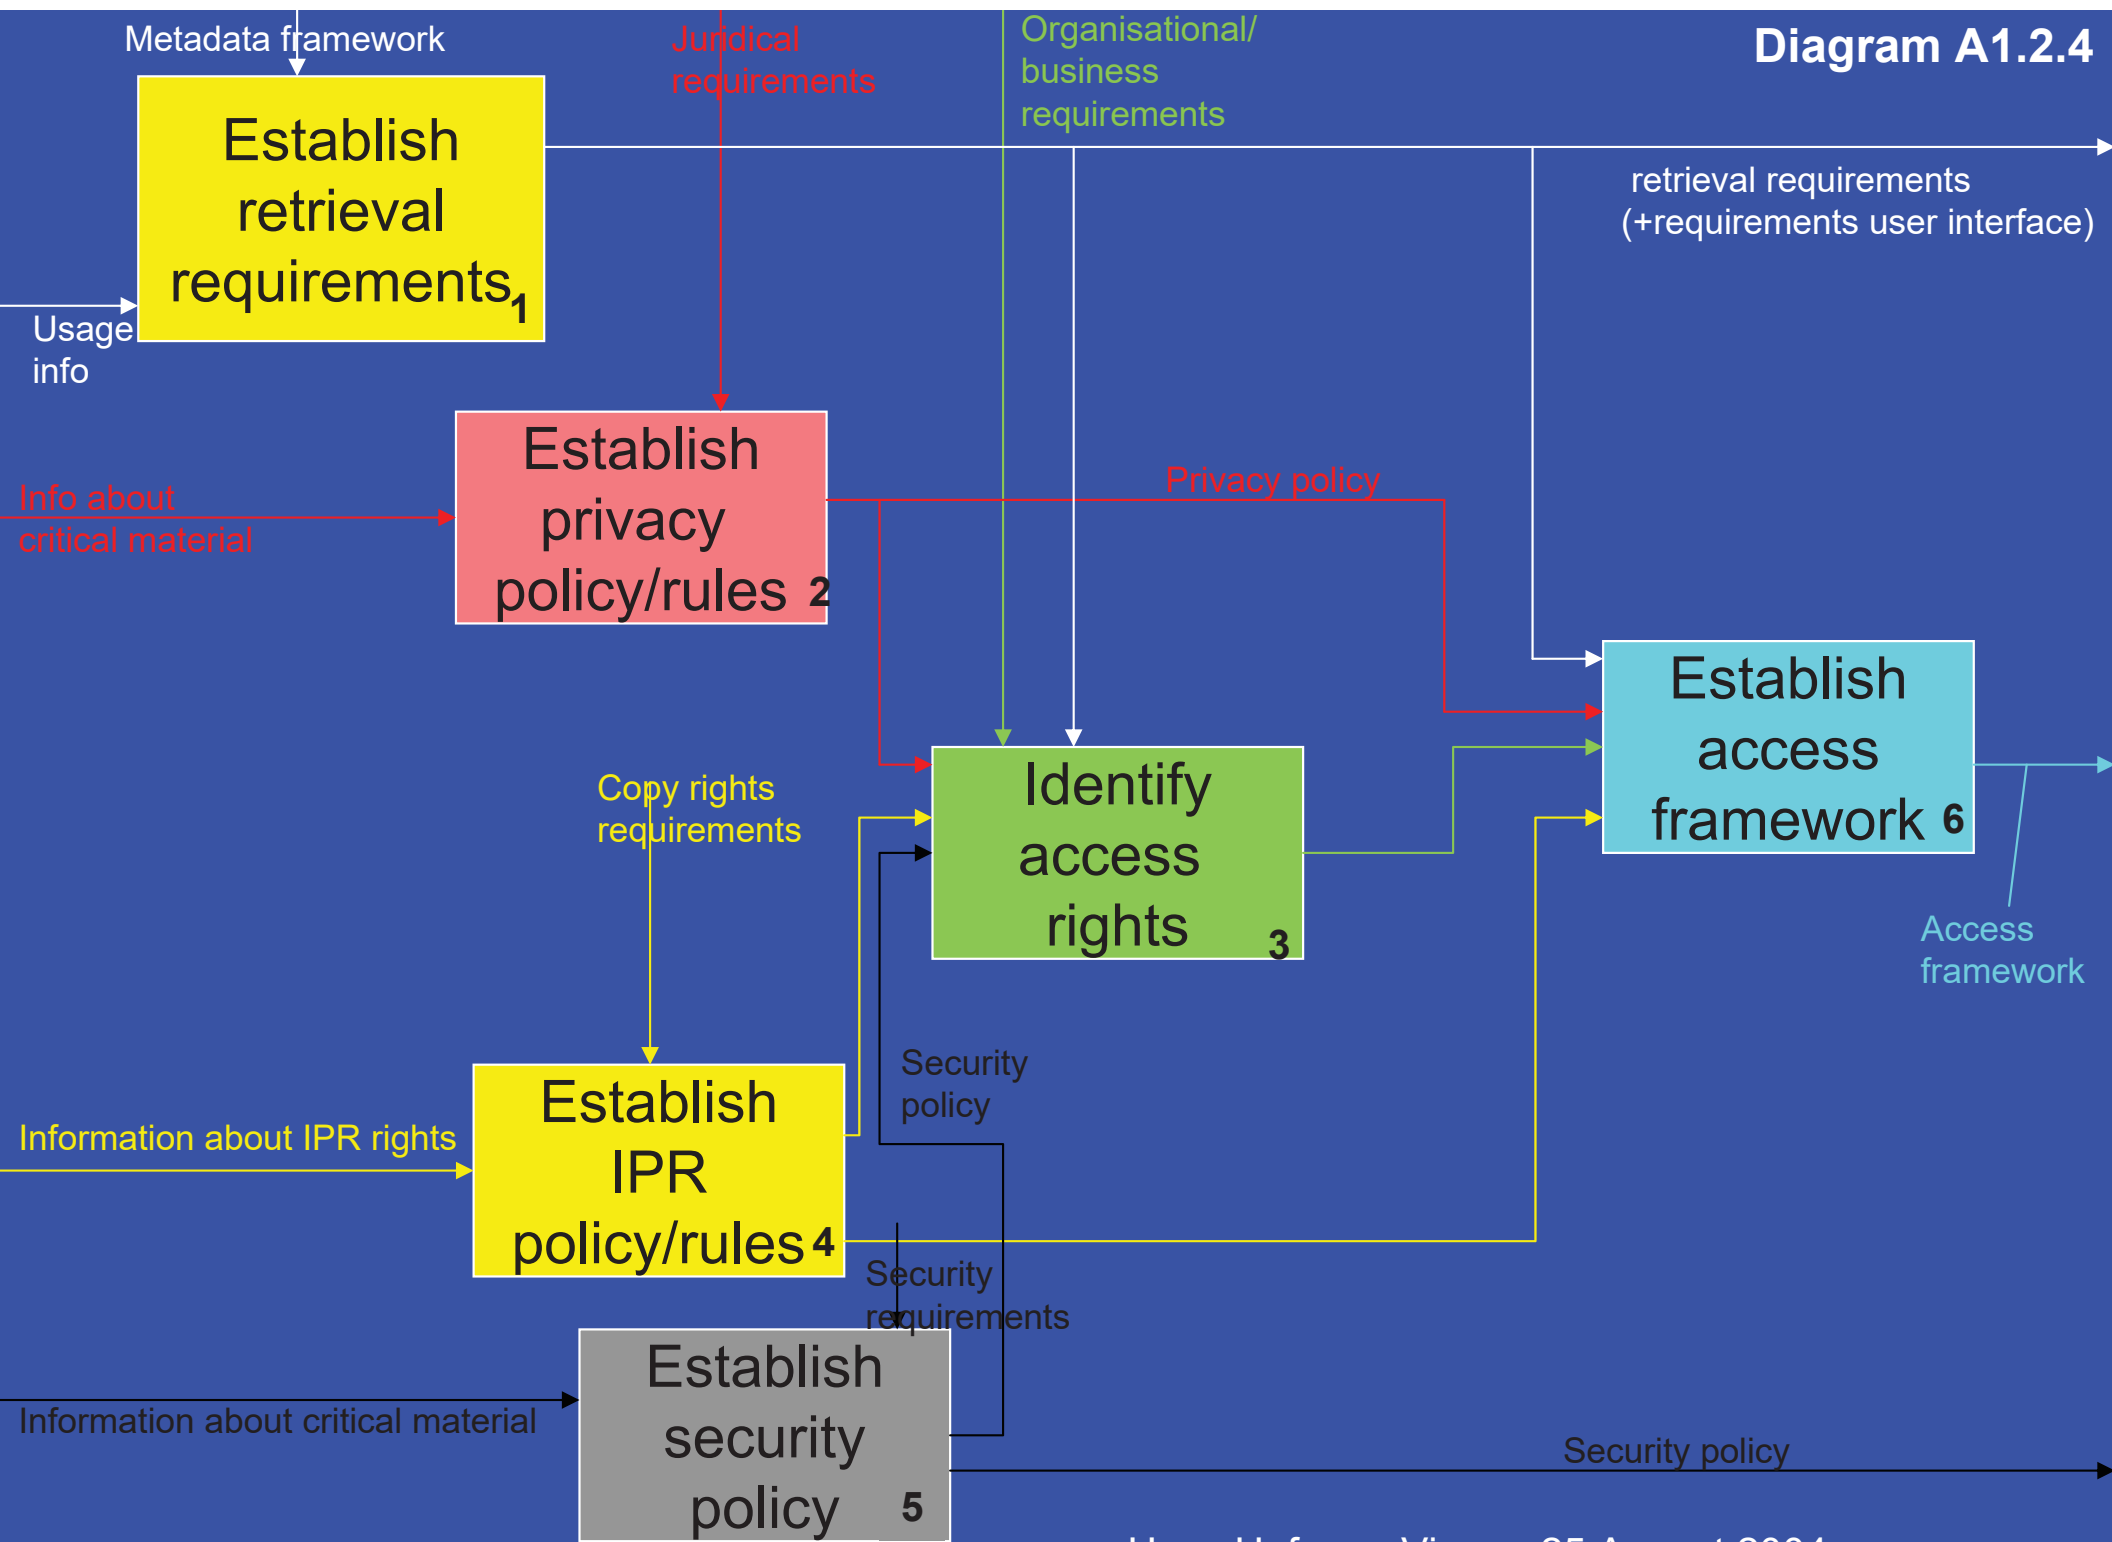 Diagram A1.2.4
Metadata framework
Juridical
requirements
Organisational/
business
requirements
Establish
retrieval
requirements
1
retrieval requirements
(+requirements user interface)
Usage
info
Establish
privacy
policy/rules 2
Info about
critical material
Privacy policy
Establish
access
framework 6
Copy rights
requirements
Identify
access
rights
3
Access
framework
Security
policy
Establish
IPR
policy/rules 4
Information about IPR rights
Security
requirements
Establish
security
policy 5
Information about critical material
Security policy